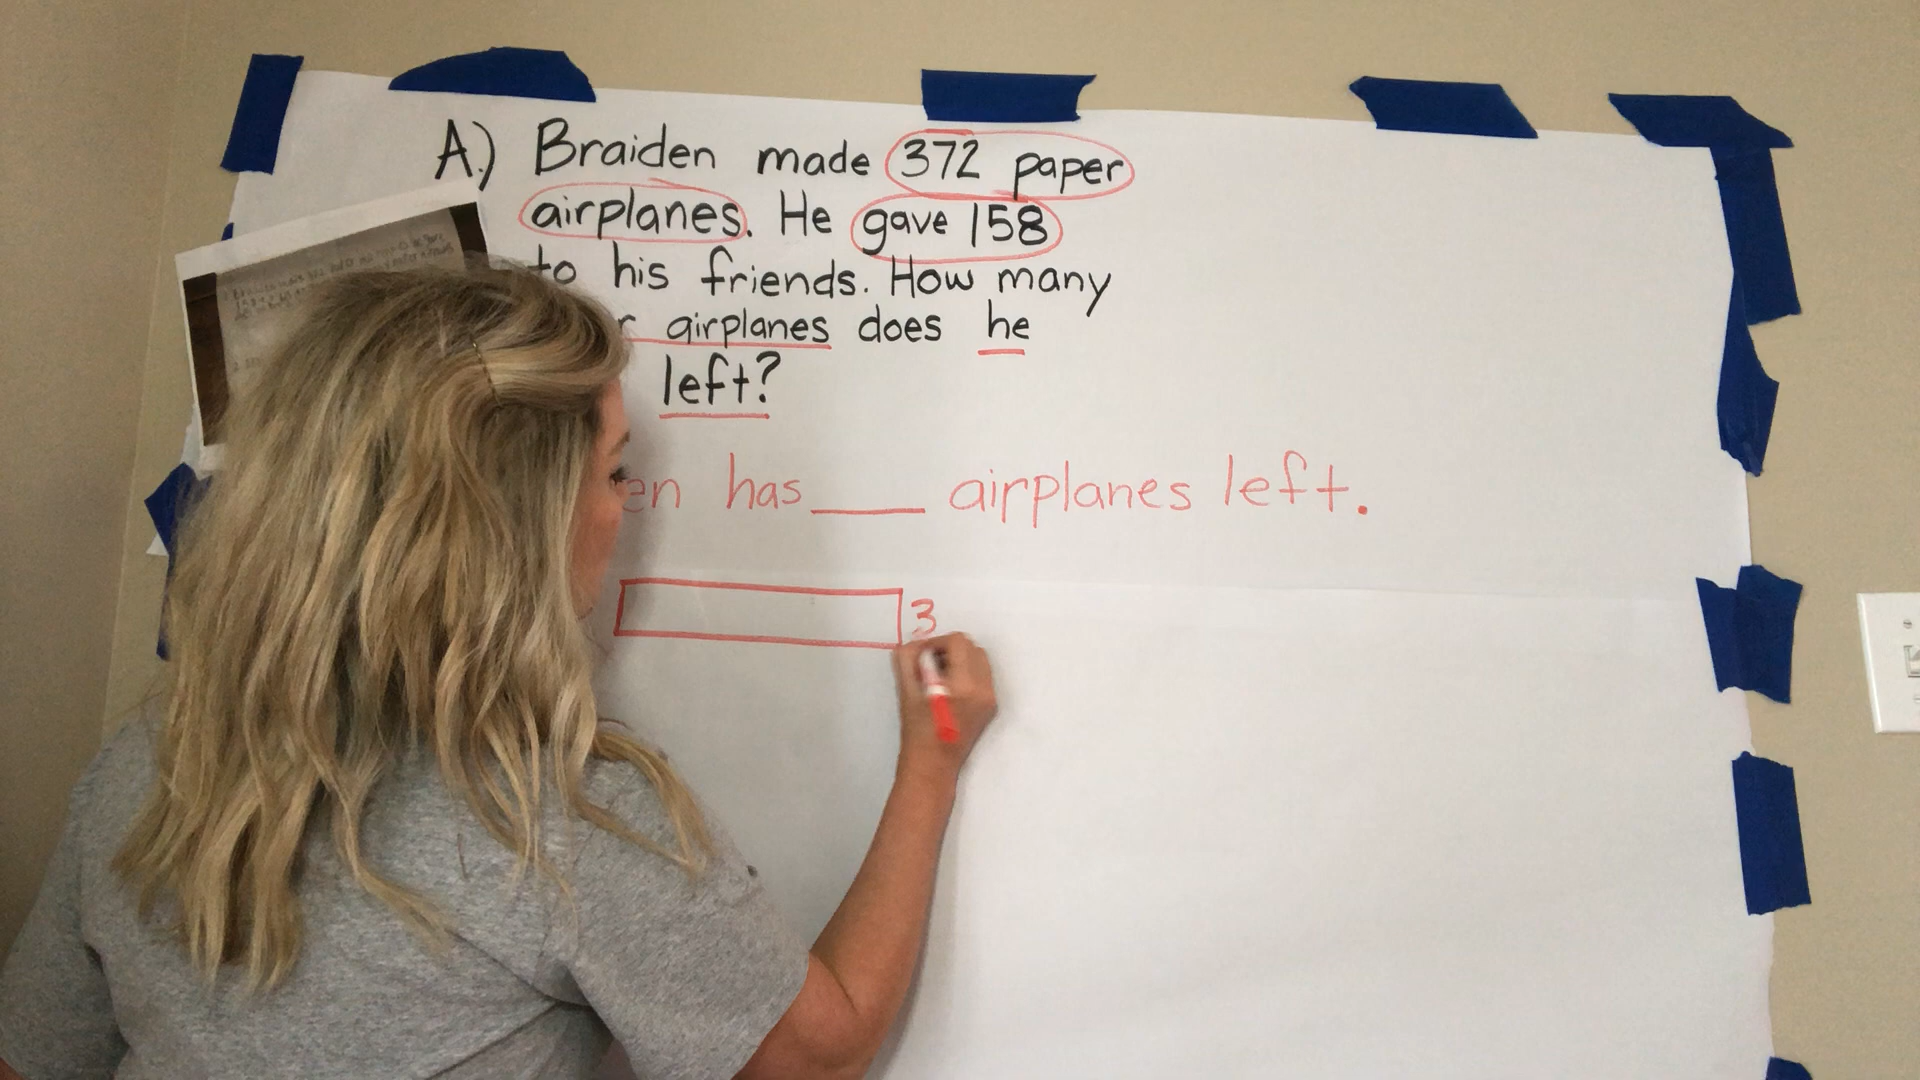 A.) Braiden made 372 paper
airplanes. He gave 158
to his friends. How many
airplanes does he
left?
has ___ airplanes left.
3